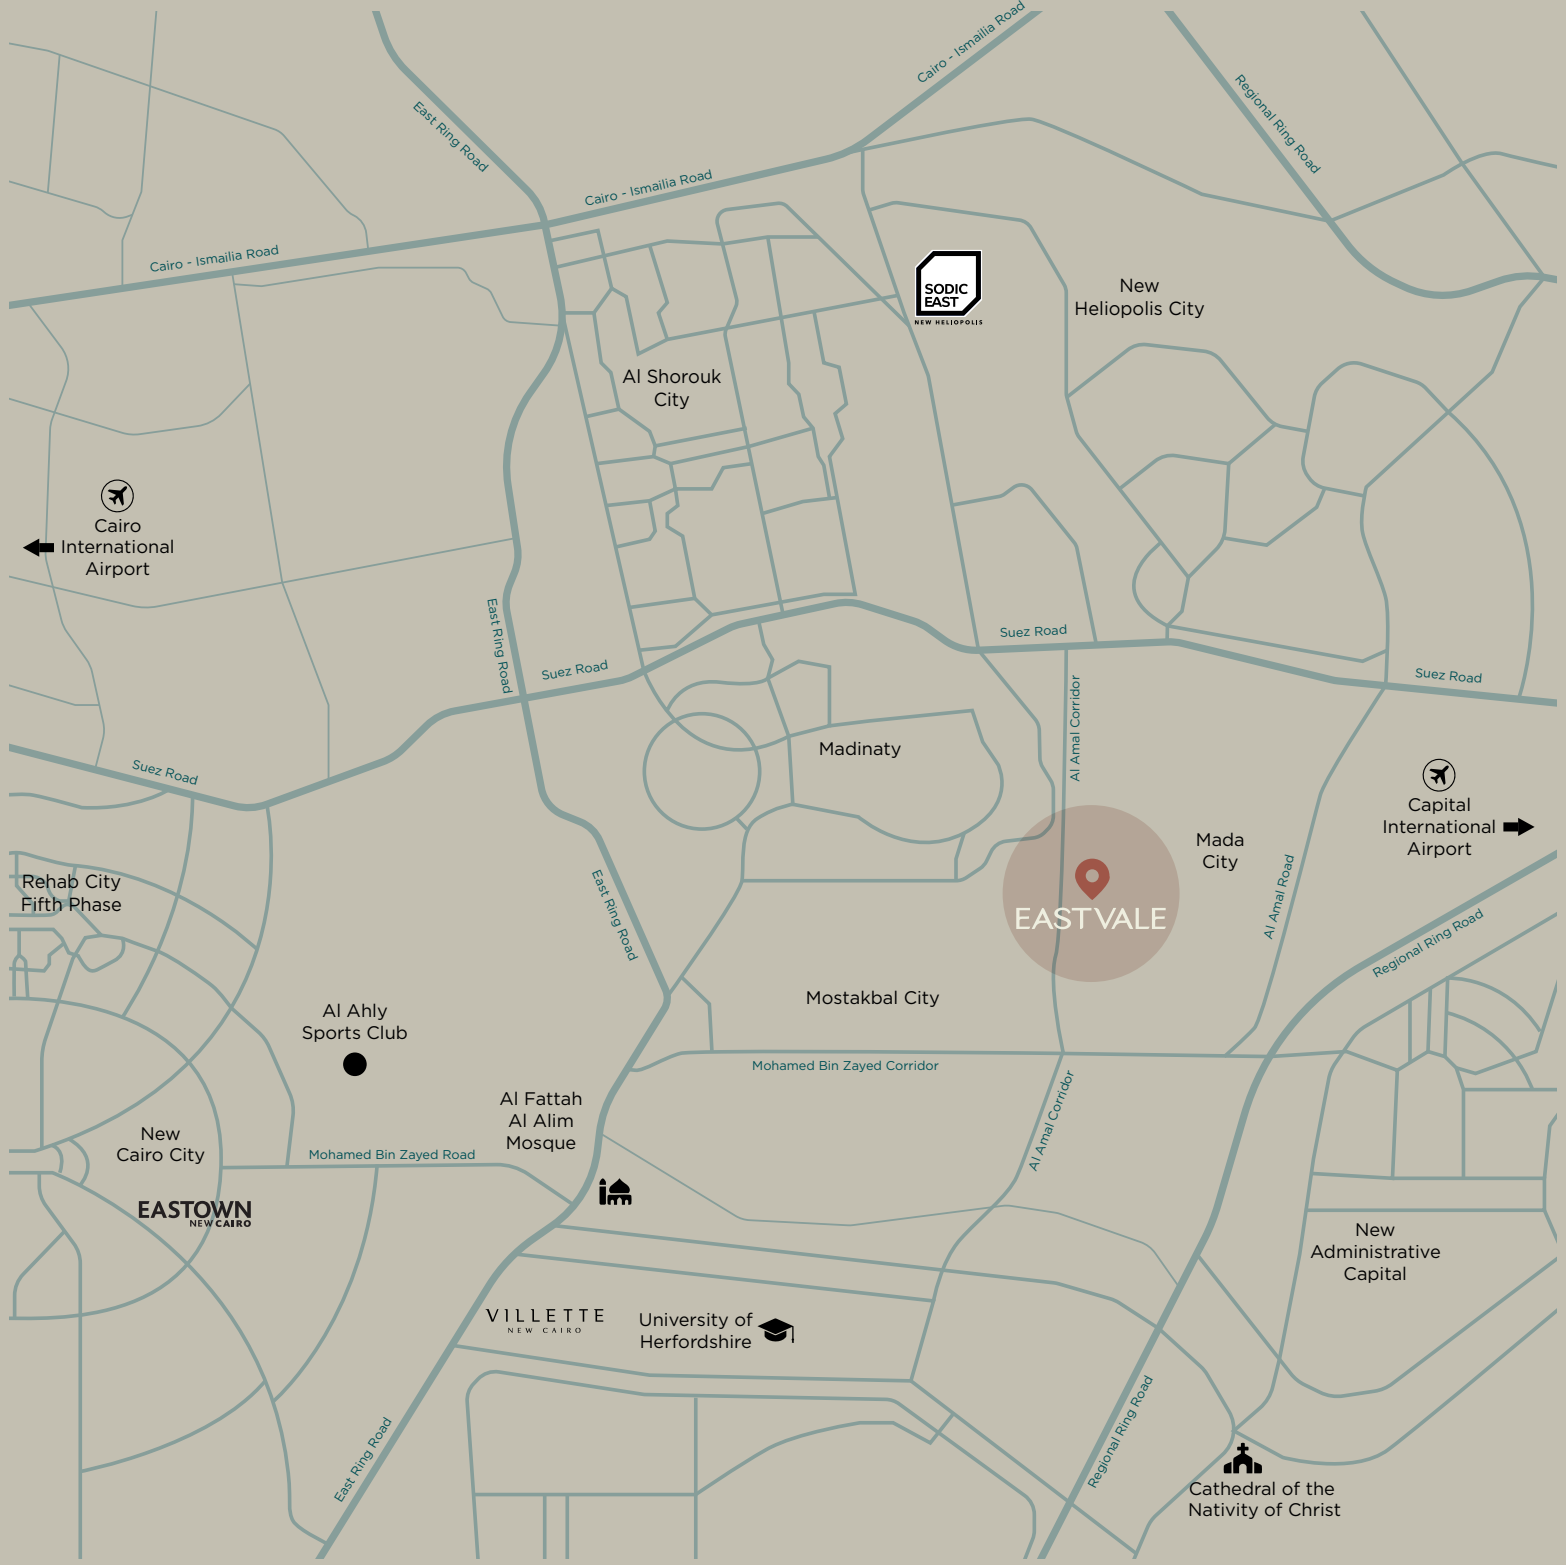 Cairo - Ismailia Road
Regional Ring Road
East Ring Road
Cairo - Ismailia Road
Cairo - Ismailia Road
SODIC
EAST
NEW HELIOPOLIS
New
Heliopolis City
Al Shorouk
City
Cairo
International
Airport
East Ring Road
Suez Road
Suez Road
Suez Road
Al Amal Corridor
Madinaty
Suez Road
Capital
International
Airport
Mada
City
Rehab City
Fifth Phase
East Ring Road
EASTVALE
Al Amal Road
Regional Ring Road
Mostakbal City
Al Ahly
Sports Club
Mohamed Bin Zayed Corridor
Al Fattah
Al Alim
Mosque
Al Amal Corridor
New
Cairo City
Mohamed Bin Zayed Road
EASTOWN
NEW CAIRO
New
Administrative
Capital
VILLETTE
NEW CAIRO
University of
Herfordshire
East Ring Road
Regional Ring Road
Cathedral of the
Nativity of Christ